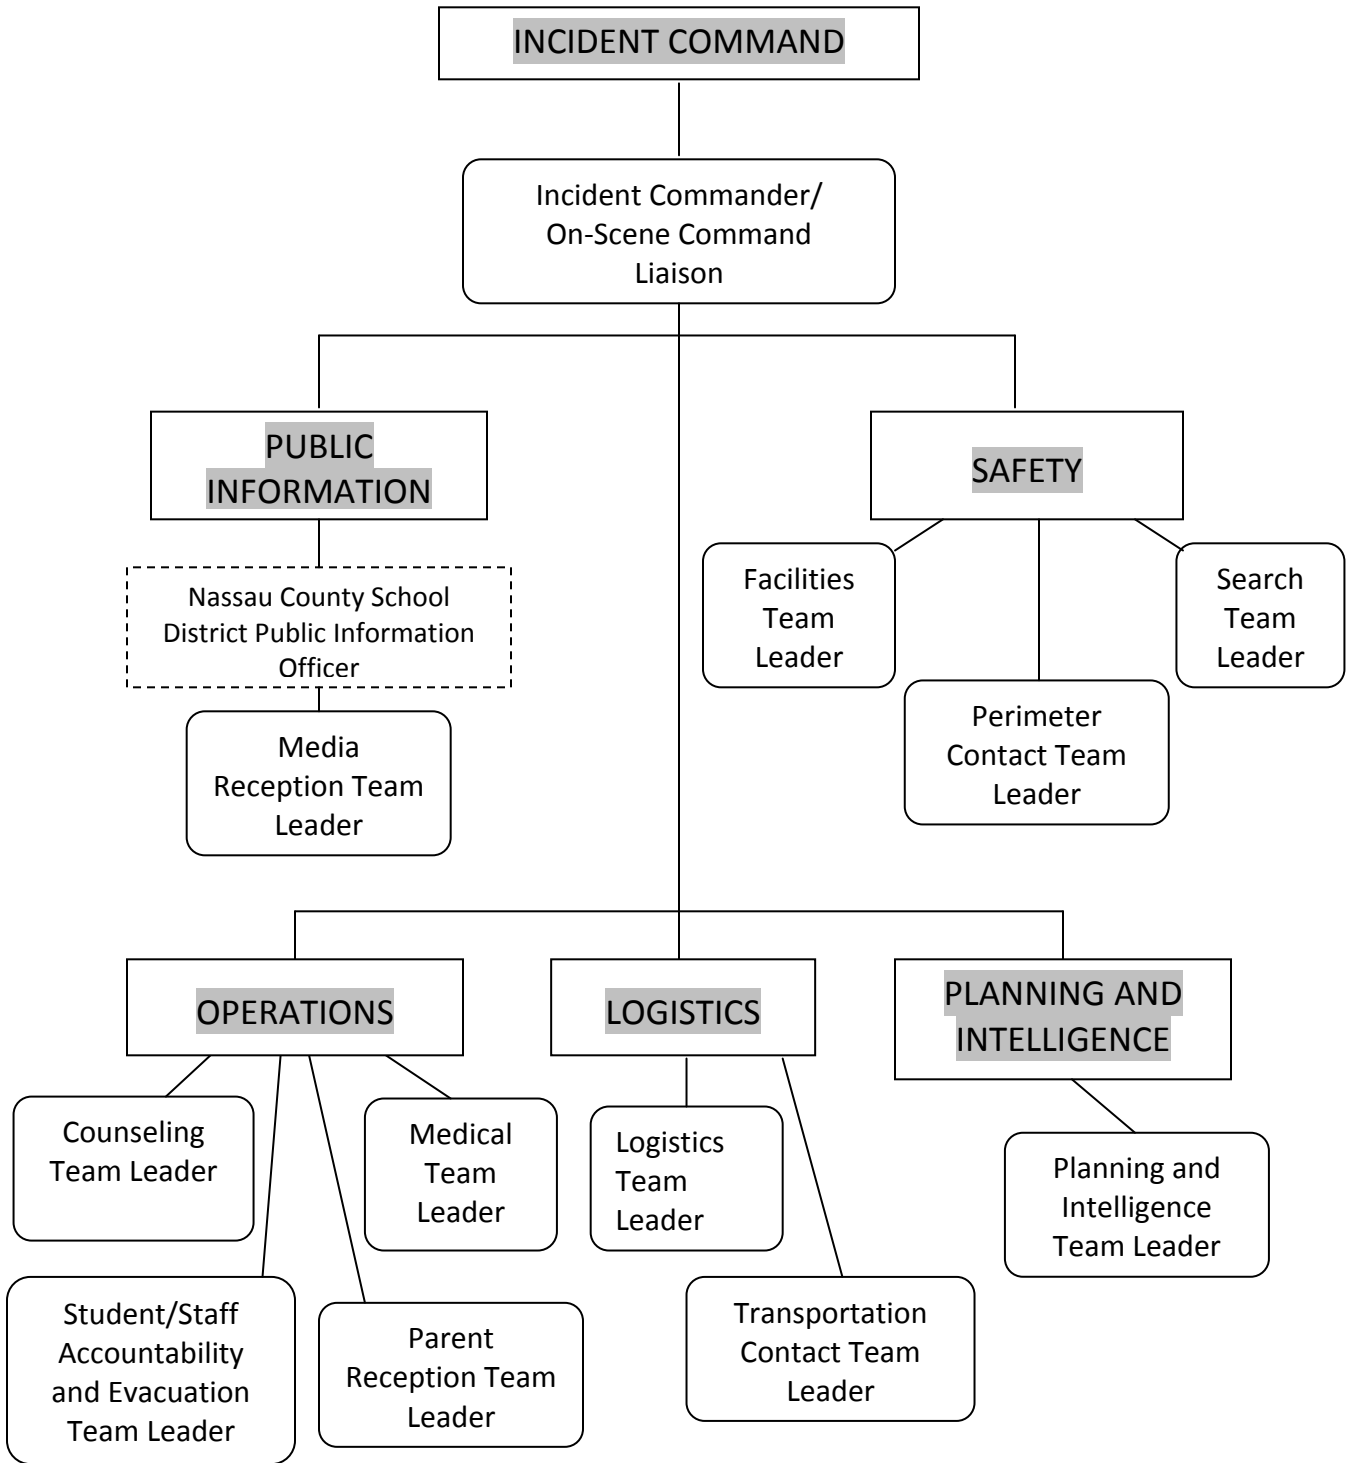 INCIDENT COMMAND
Incident Commander/
On-Scene Command
Liaison
PUBLIC
INFORMATION
SAFETY
Nassau County School
District Public Information
Officer
Media
Reception Team
Leader
Facilities
Team
Leader
Perimeter
Contact Team
Leader
Search
Team
Leader
OPERATIONS
LOGISTICS
PLANNING AND
INTELLIGENCE
Counseling
Team Leader
Medical
Team
Leader
Logistics
Team
Leader
Planning and
Intelligence
Team Leader
Student/Staff
Accountability
and Evacuation
Team Leader
Parent
Reception Team
Leader
Transportation
Contact Team
Leader